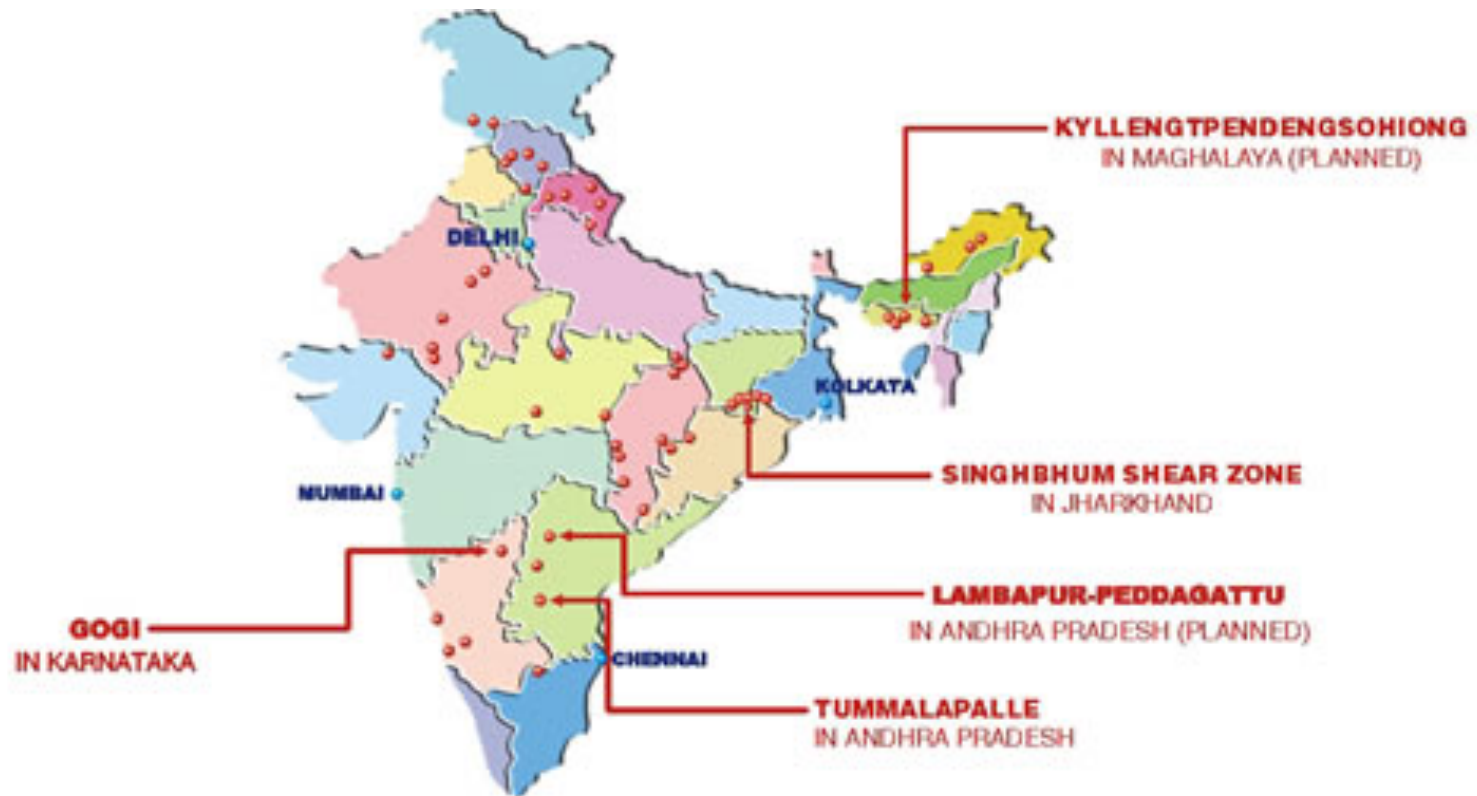 KYLLENGTPENDENGSOHIONG
IN MAGHALAYA (PLANNED)
DELHI
KOLKATA
SINGHBHUM SHEAR ZONE
IN JHARKHAND
MUMBAI
LAMBAPUR-PEDDAGATTU
IN ANDHRA PRADESH (PLANNED)
GOGI
IN KARNATAKA
CHENNAI
TUMMALAPALLE
IN ANDHRA PRADESH